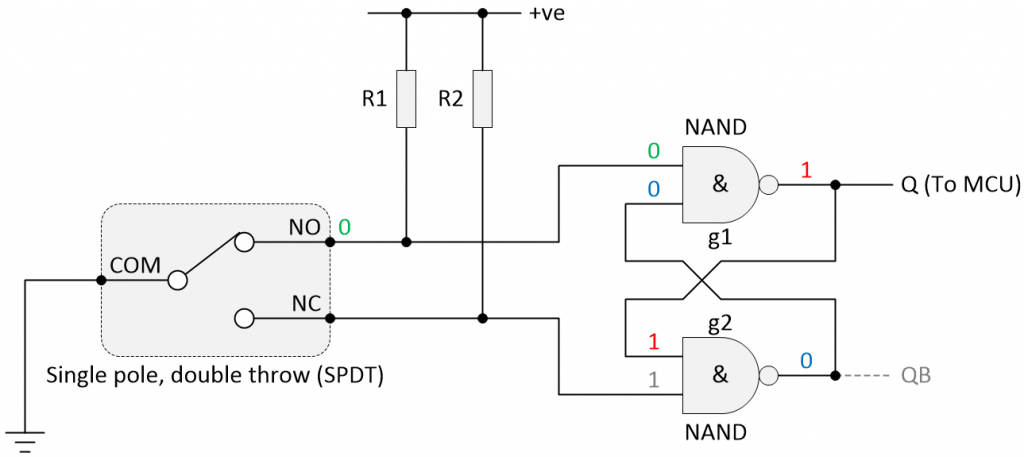 +ve
R1
R2
NAND
0
0
&
1
Q (To MCU)
g1
NO
0
COM
NC
g2
1
1
&
0
QB
NAND
Single pole, double throw (SPDT)